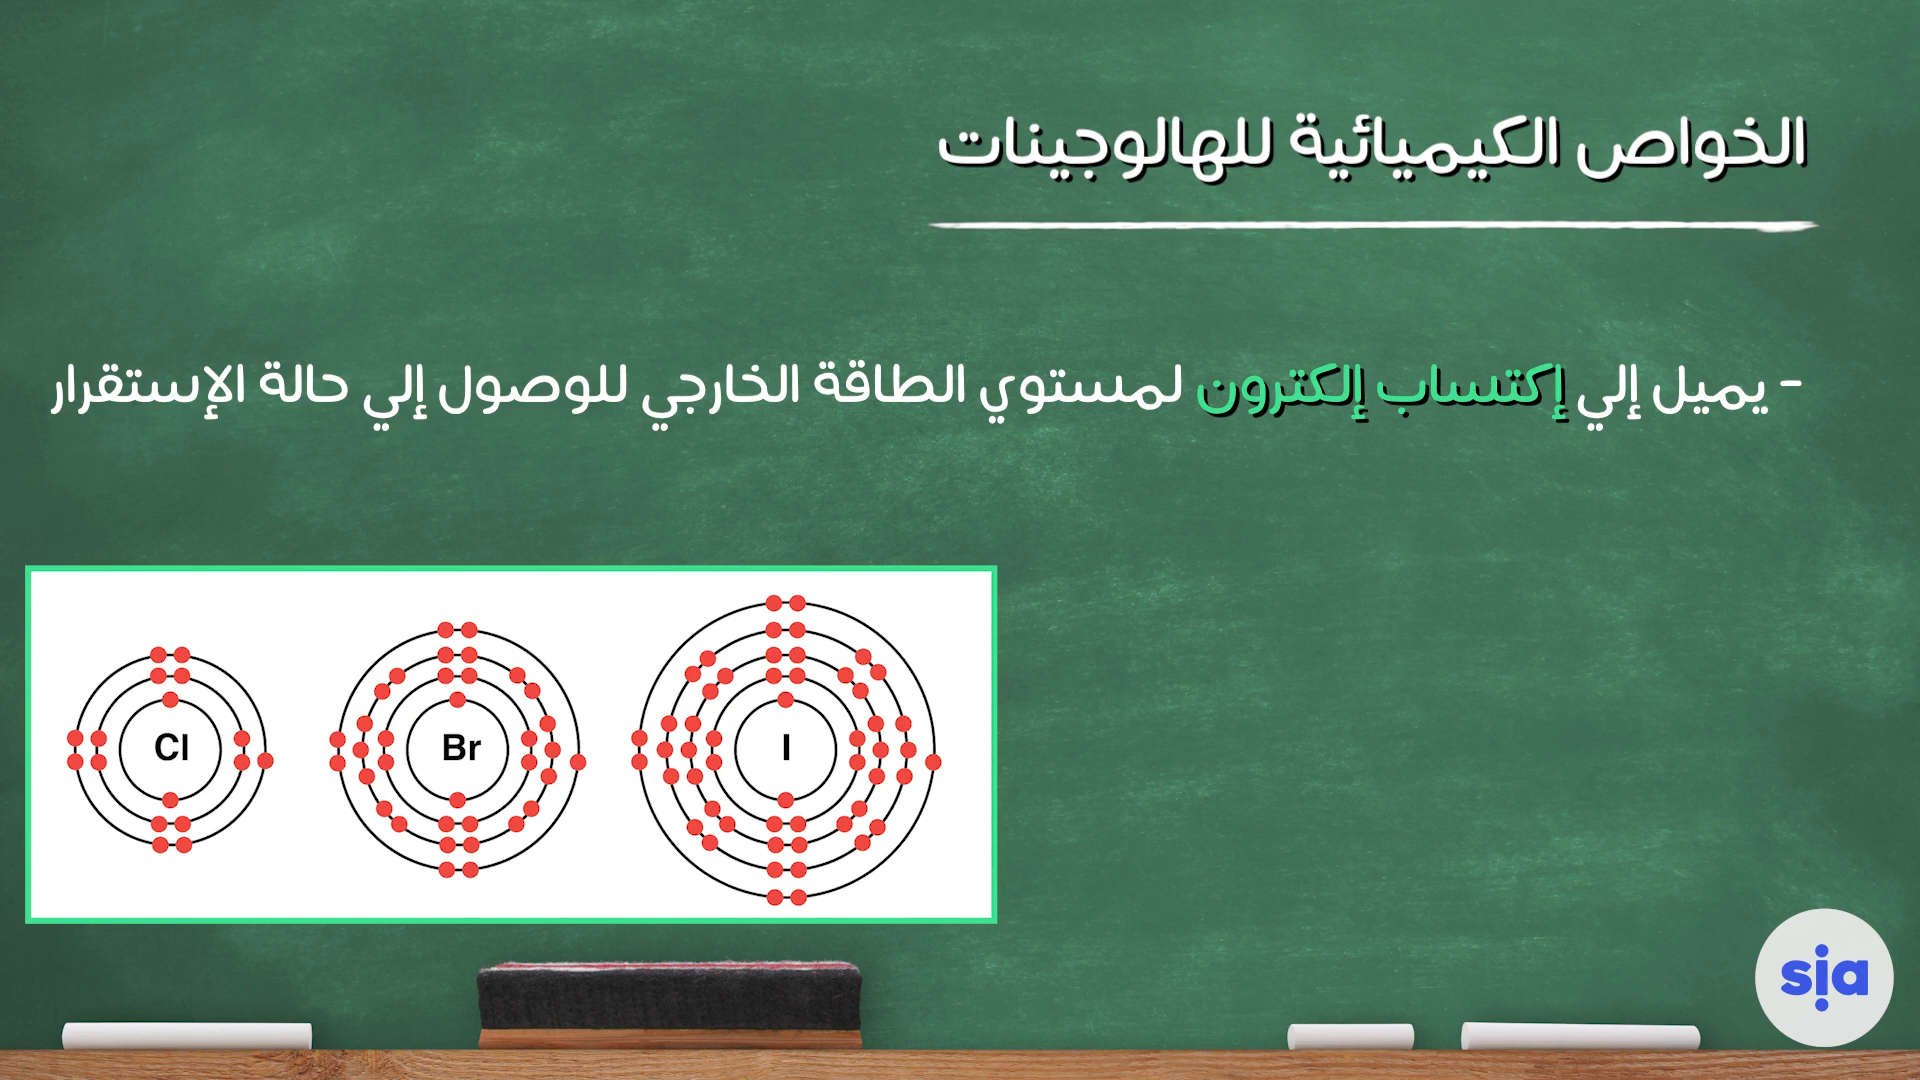 الخواص الكيميائية للهالوجينات
- يميل إلي إكتساب إلكترون لمستوي الطاقة الخارجي للوصول إلي حالة الإستقرار
Cl Br I
sia